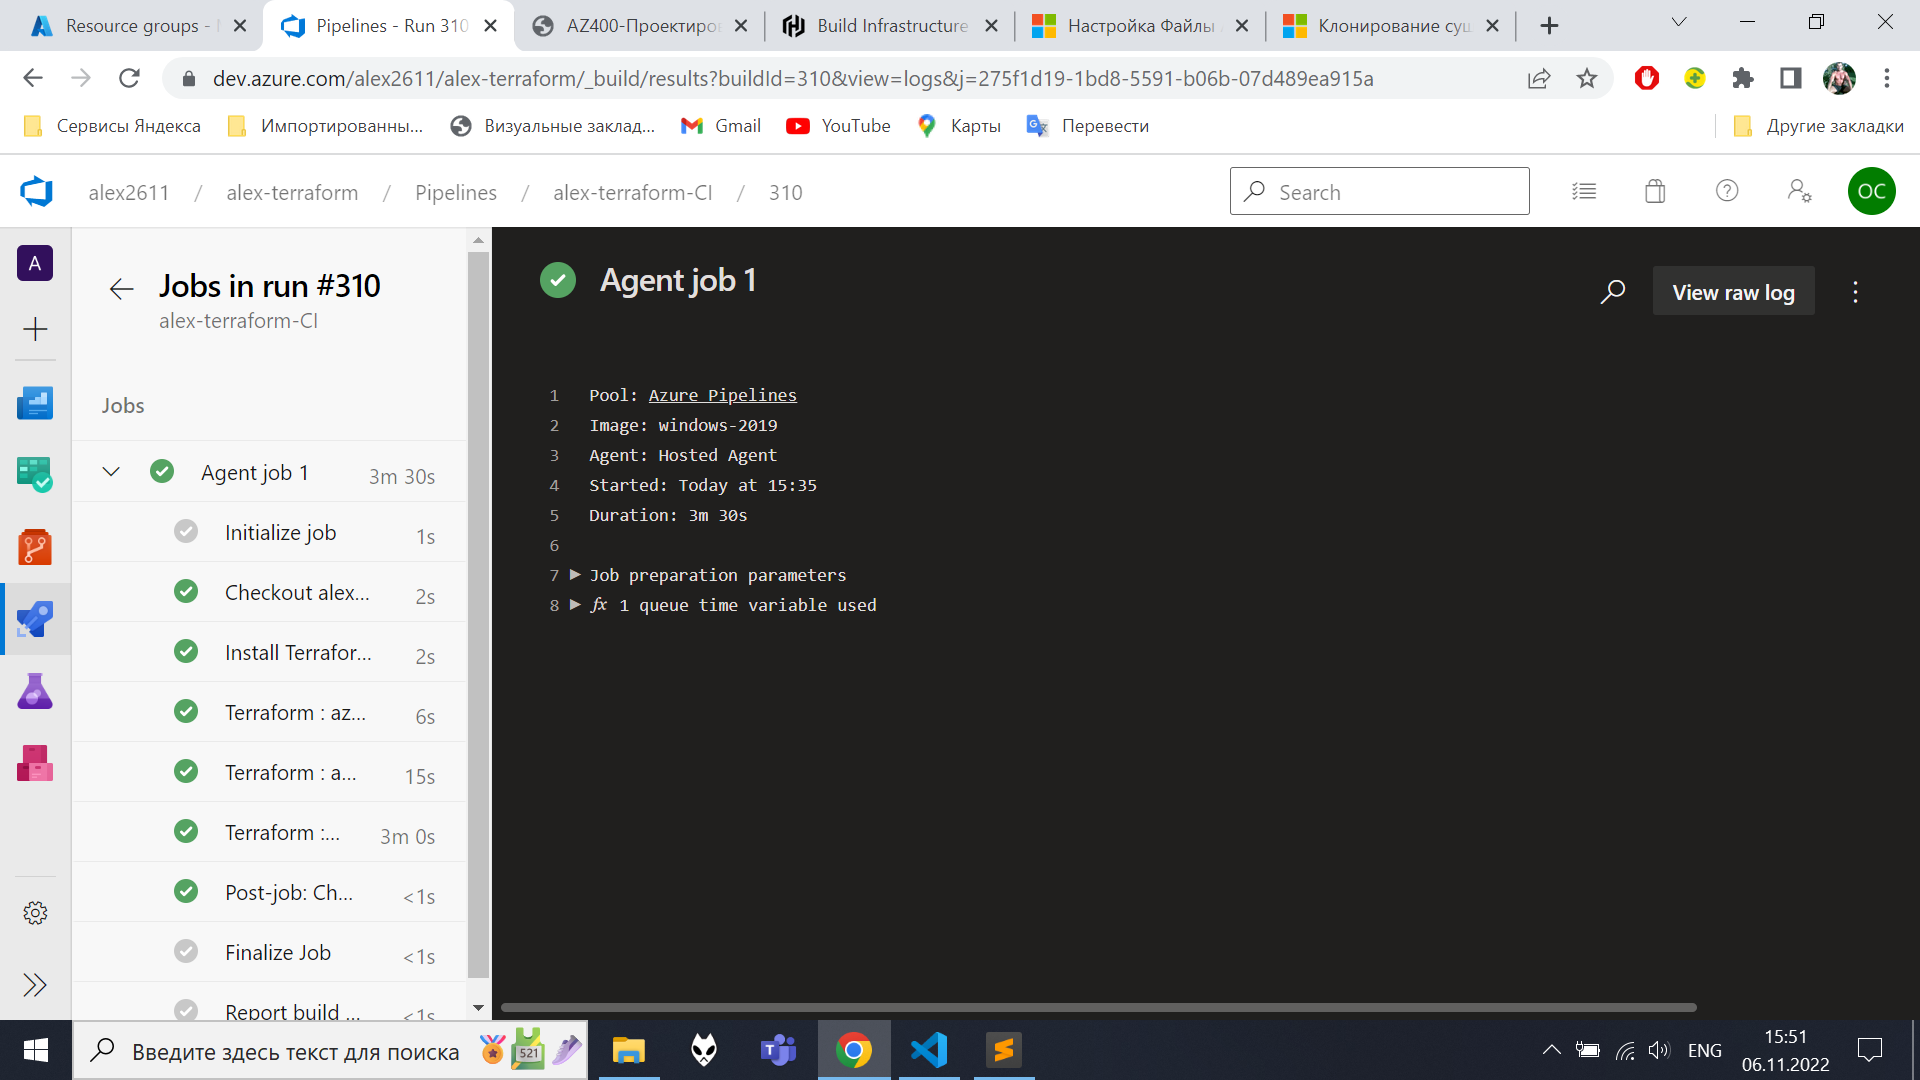 Resource groups -
Pipelines - Run 310
AZ400-Проектиро
Build Infrastructure
Настройка Файлы
Клонирование сущ
dev.azure.com/alex2611/alex-terraform/_build/results?buildId=310&view=logs&j=275f1d19-1bd8-5591-b06b-07d489ea915a
Сервисы Яндекса
Импортированны...
Визуальные заклад...
Gmail
YouTube
Карты
Перевести
Другие закладки
alex2611 / alex-terraform / Pipelines / alex-terraform-CI / 310
Search
OC
A
Jobs in run #310
alex-terraform-CI
Jobs
Agent job 1 3m 30s
Initialize job 1s
Checkout alex... 2s
Install Terrafor... 2s
Terraform : az... 6s
Terraform : a... 15s
Terraform :... 3m 0s
Post-job: Ch... <1s
Finalize Job <1s
Report build ... <1s
Agent job 1
View raw log
1 Pool: Azure Pipelines
2 Image: windows-2019
3 Agent: Hosted Agent
4 Started: Today at 15:35
5 Duration: 3m 30s
6
7 Job preparation parameters
8 fx 1 queue time variable used
Введите здесь текст для поиска
521
ENG
15:51
06.11.2022